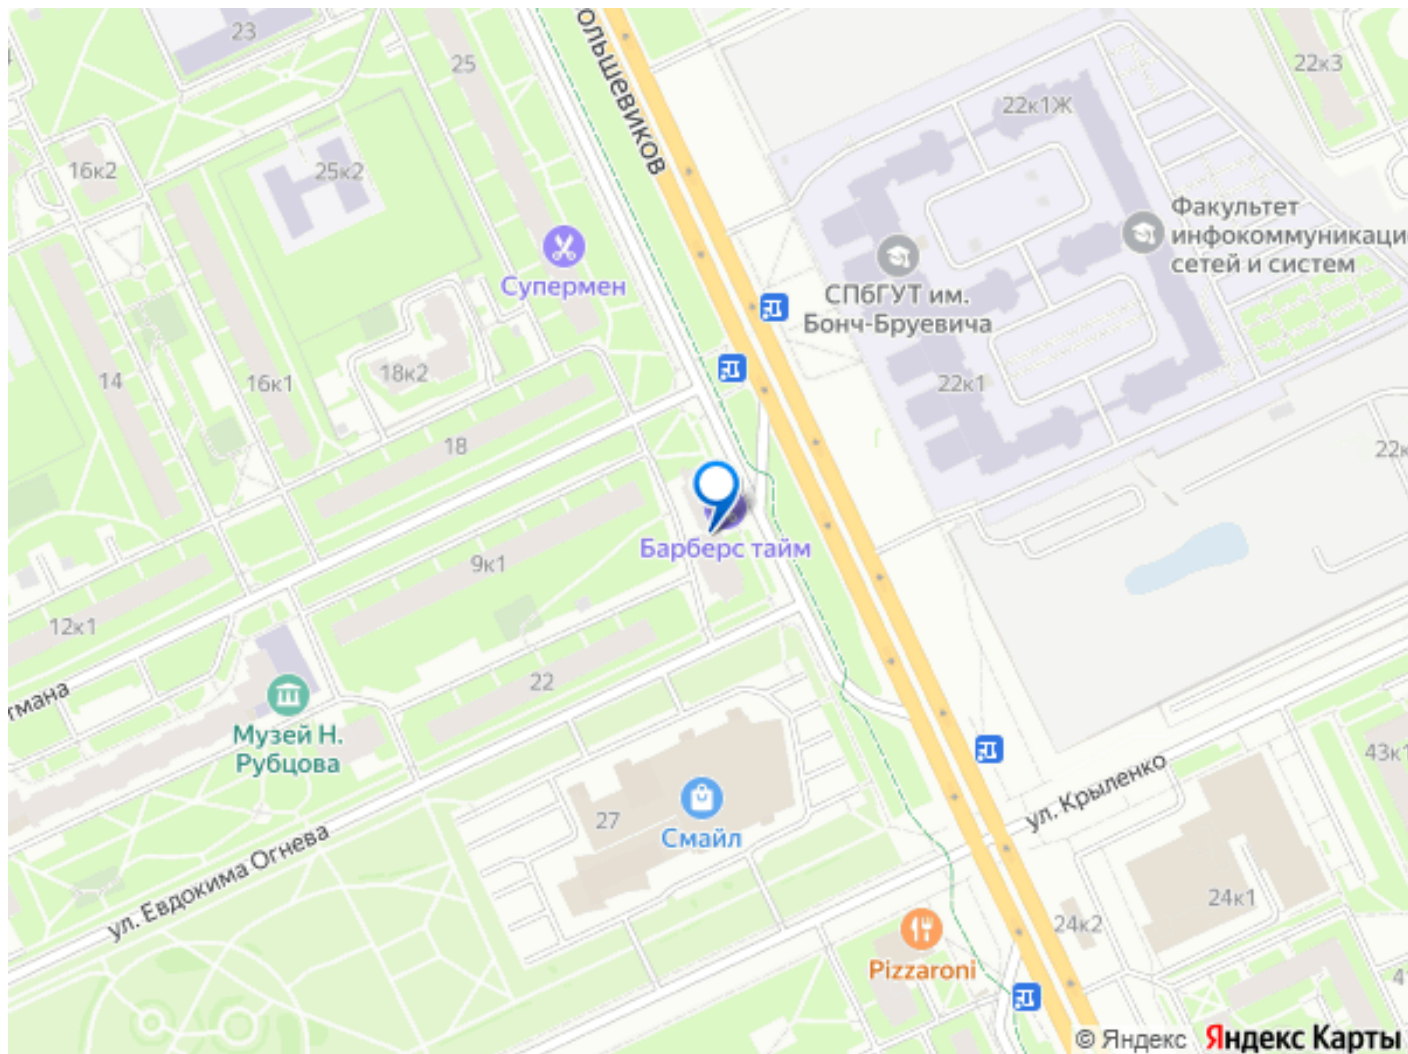 23
25
ОЛЬШЕВИКОВ
22к3
22к1Ж
16к2
25к2
Факультет
инфокоммуникаци
сетей и систем
Супермен
СПбГУТ им.
Бонч-Бруевича
14
16к1
18к2
22к1
18
22к
9к1
Барберс тайм
12к1
тмана
22
Музей Н.
Рубцова
43к1
ул. Крыленко
27
Смайл
ул. Евдокима Огнева
24к1
24к2
Pizzaroni
41
© Яндекс Яндекс Карты